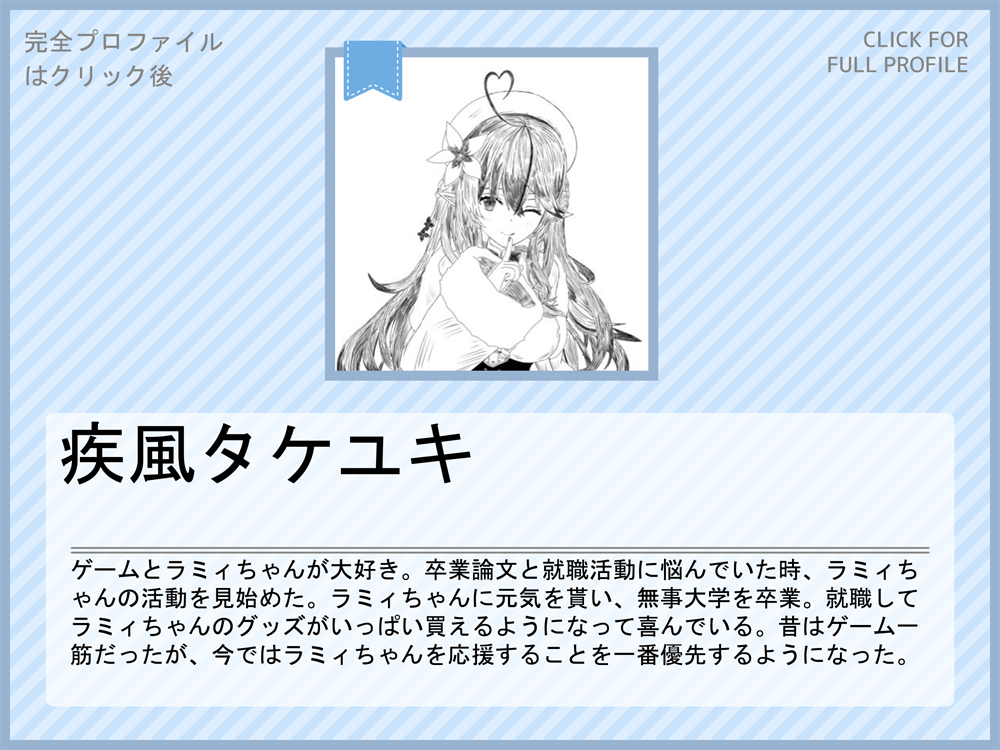 完全プロファイル
はクリック後
CLICK FOR
FULL PROFILE
疾風タケユキ
ゲームとラミィちゃんが大好き。卒業論文と就職活動に悩んでいた時、ラミィち
ゃんの活動を見始めた。ラミィちゃんに元気を貰い、無事大学を卒業。就職して
ラミィちゃんのグッズがいっぱい買えるようになって喜んでいる。昔はゲーム一
筋だったが、今ではラミィちゃんを応援することを一番優先するようになった。